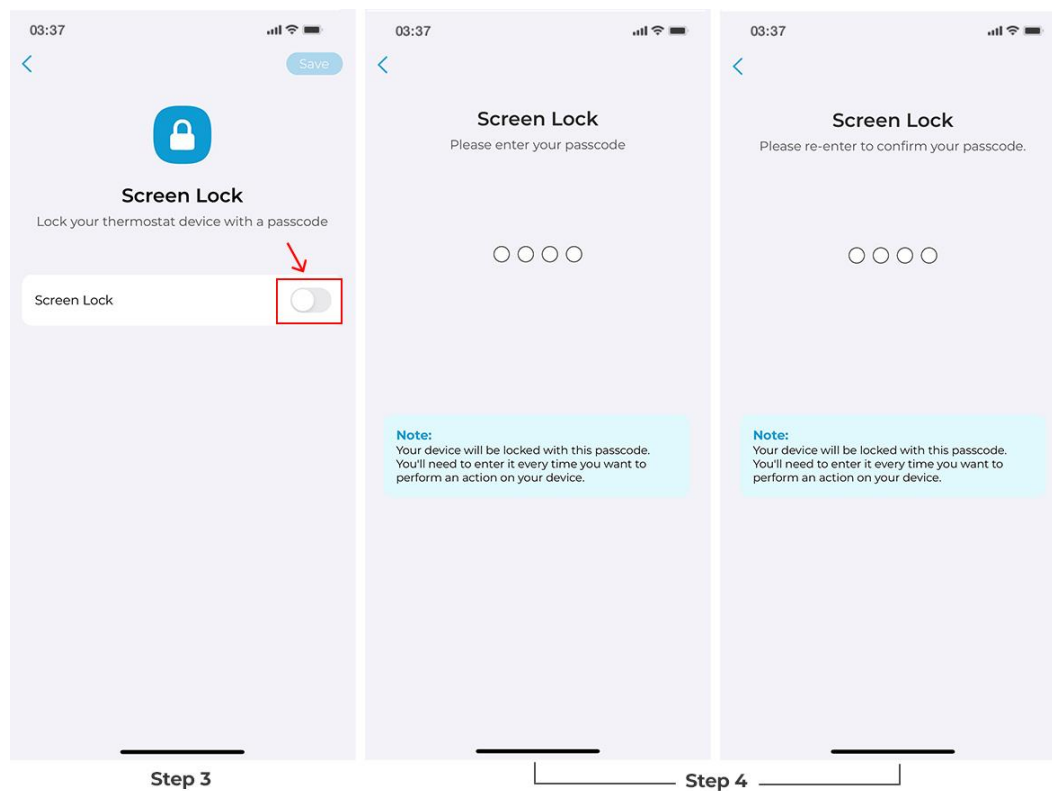 03:37
Save
Screen Lock
Lock your thermostat device with a passcode
Screen Lock
Step 3
03:37
Screen Lock
Please enter your passcode
Note:
Your device will be locked with this passcode.
You'll need to enter it every time you want to
perform an action on your device.
03:37
Screen Lock
Please re-enter to confirm your passcode.
Note:
Your device will be locked with this passcode.
You'll need to enter it every time you want to
perform an action on your device.
Step 4